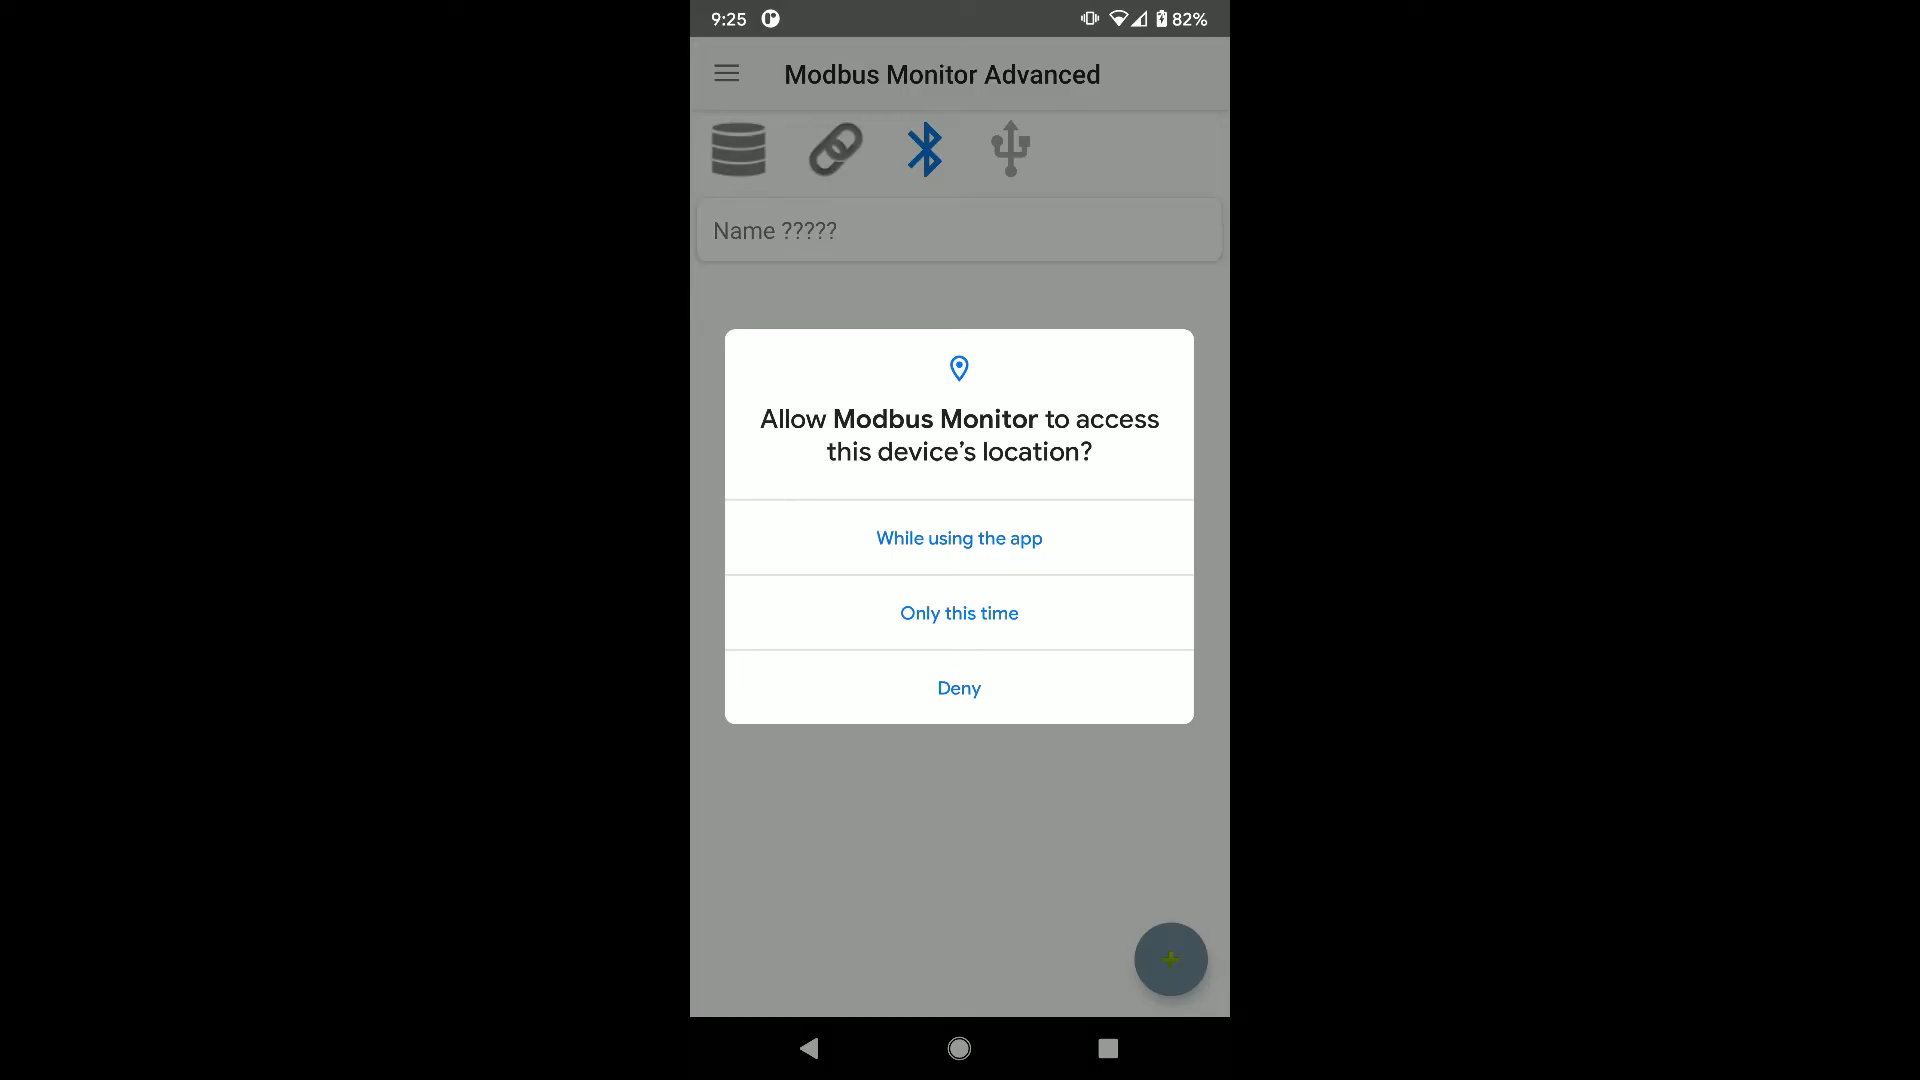 9:25
82%
Modbus Monitor Advanced
Name ?????
Allow Modbus Monitor to access
this device’s location?
While using the app
Only this time
Deny